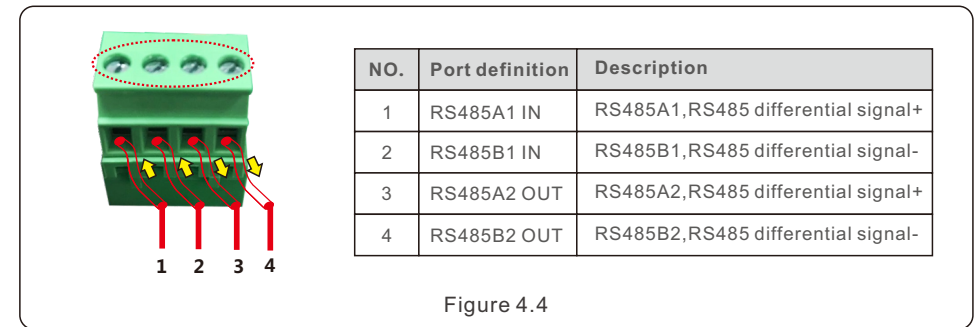 NO. Port definition Description
1 RS485A1 IN RS485A1,RS485 differential signal+
2 RS485B1 IN RS485B1,RS485 differential signal-
3 RS485A2 OUT RS485A2,RS485 differential signal+
4 RS485B2 OUT RS485B2,RS485 differential signal-
1 2 3 4
Figure 4.4